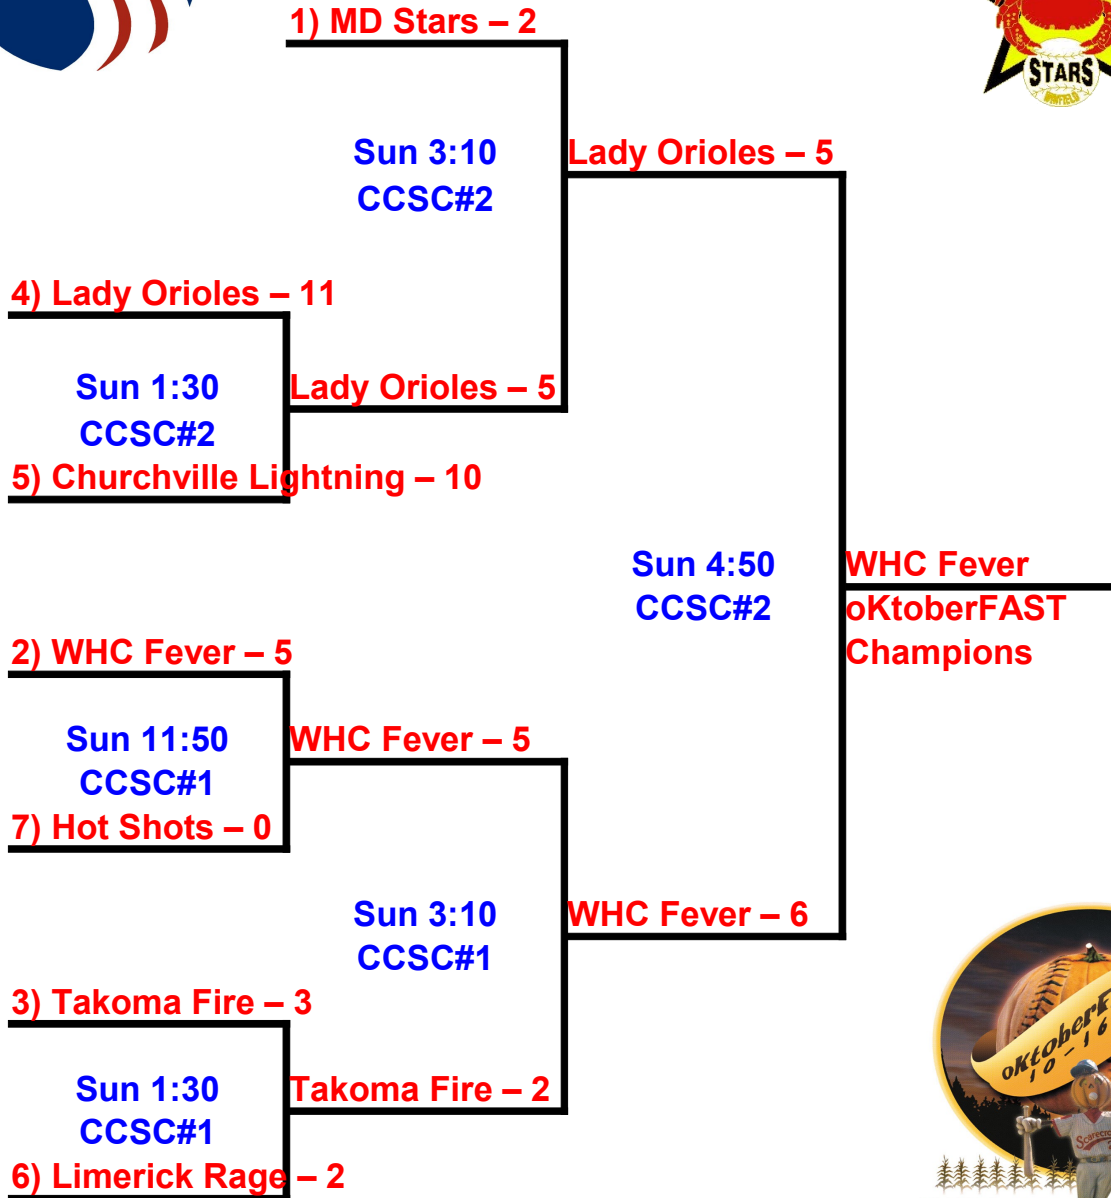 1) MD Stars – 2
STARS
Sun 3:10
CCSC#2
Lady Orioles – 5
4) Lady Orioles – 11
Sun 1:30
CCSC#2
Lady Orioles – 5
5) Churchville Lightning – 10
Sun 4:50
CCSC#2
WHC Fever
oKtoberFAST
Champions
2) WHC Fever – 5
Sun 11:50
CCSC#1
WHC Fever – 5
7) Hot Shots – 0
Sun 3:10
CCSC#1
WHC Fever – 6
3) Takoma Fire – 3
Sun 1:30
CCSC#1
Takoma Fire – 2
6) Limerick Rage – 2